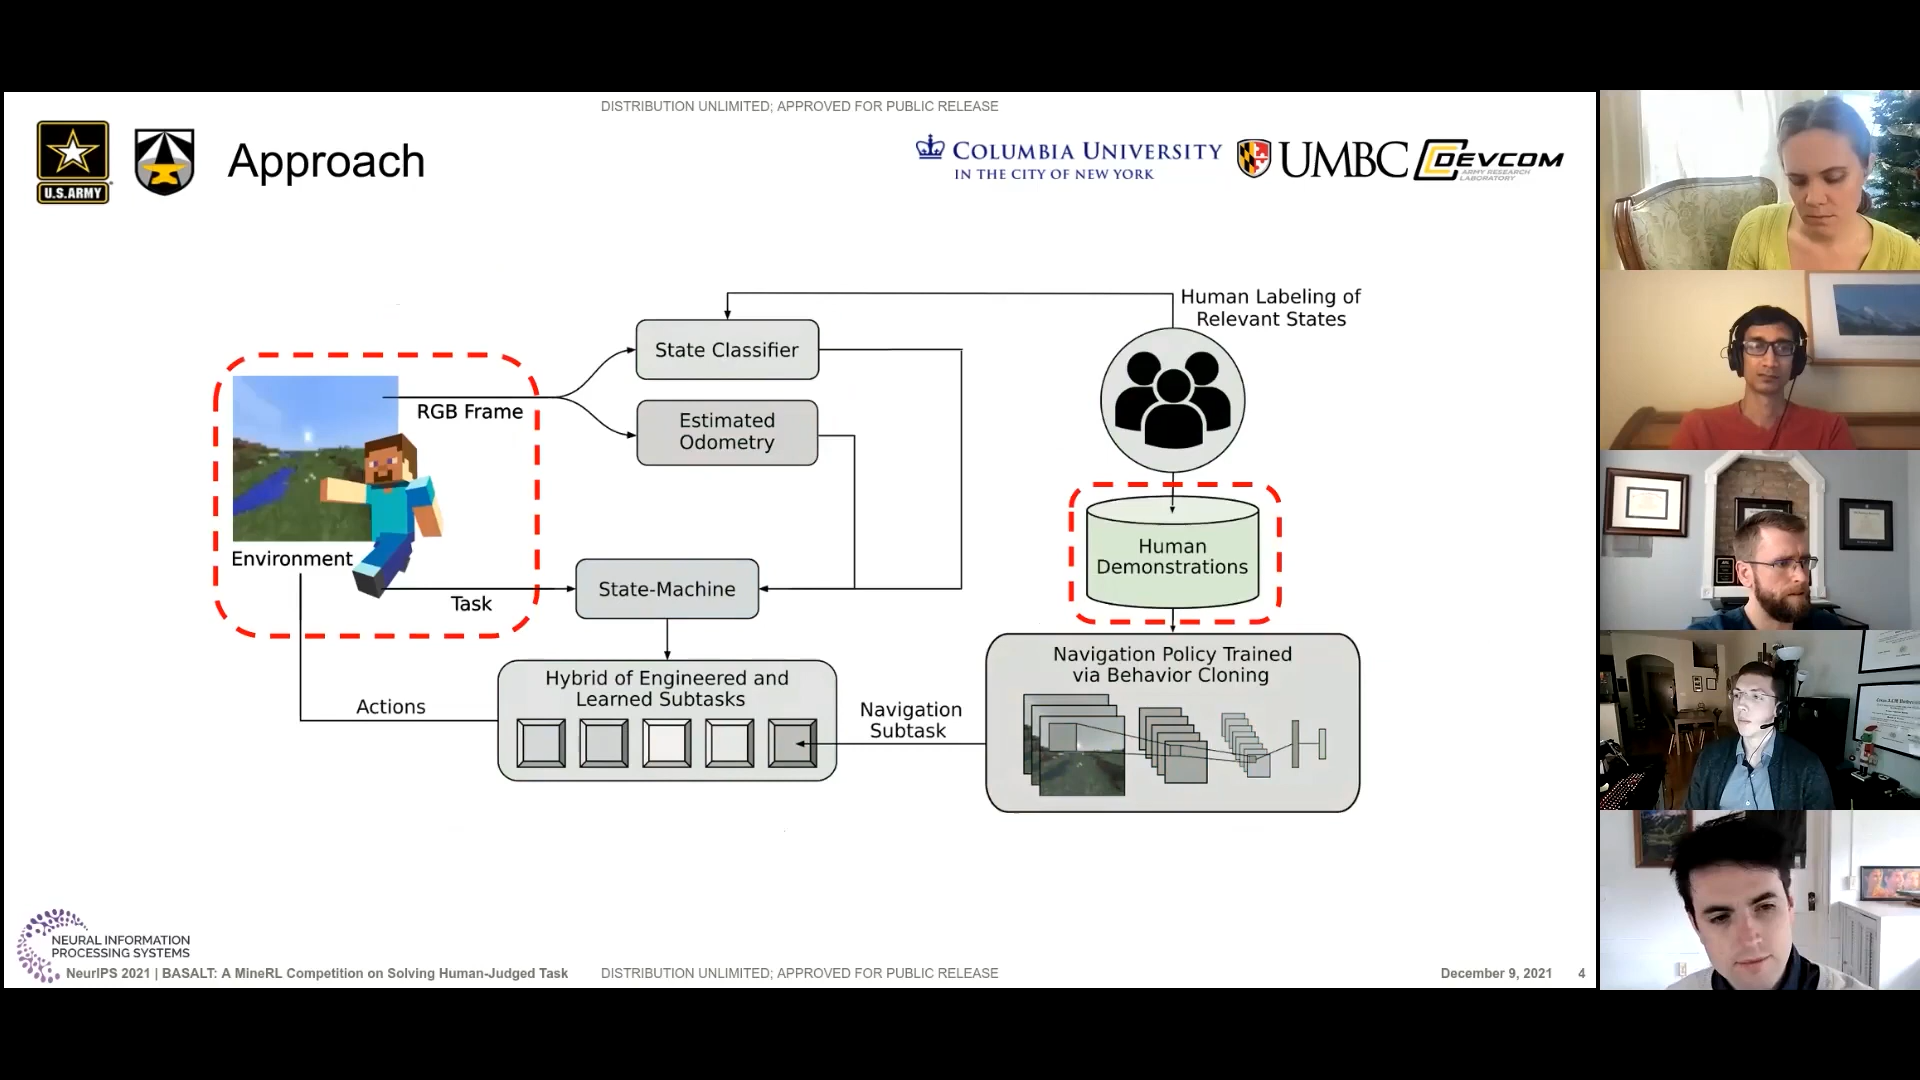 DISTRIBUTION UNLIMITED; APPROVED FOR PUBLIC RELEASE
U.S.ARMY
Approach
COLUMBIA UNIVERSITY
IN THE CITY OF NEW YORK
UMBC
DEVCOM
ARMY RESEARCH
LABORATORY
Human Labeling of
Relevant States
State Classifier
RGB Frame
Estimated
Odometry
Environment
Task
State-Machine
Human
Demonstrations
Hybrid of Engineered and
Learned Subtasks
Actions
Navigation
Subtask
Navigation Policy Trained
via Behavior Cloning
NEURAL INFORMATION
PROCESSING SYSTEMS
NeurIPS 2021 | BASALT: A MineRL Competition on Solving Human-Judged Task
DISTRIBUTION UNLIMITED; APPROVED FOR PUBLIC RELEASE
December 9, 2021
4